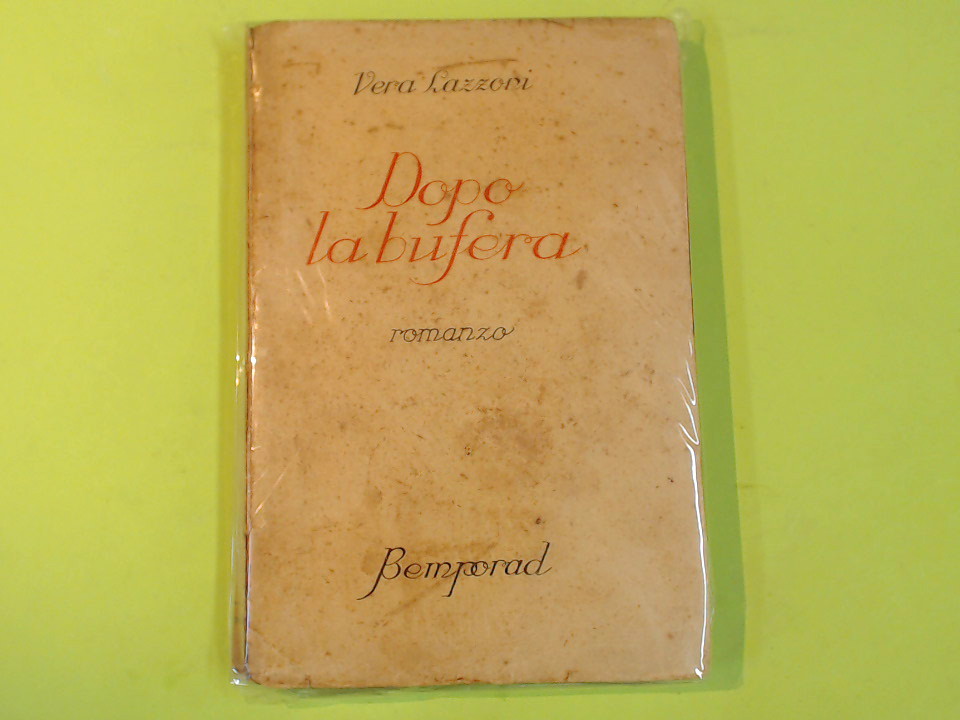 Vera Lazzori
Dopo
la bufera
romanzo
Bemporad